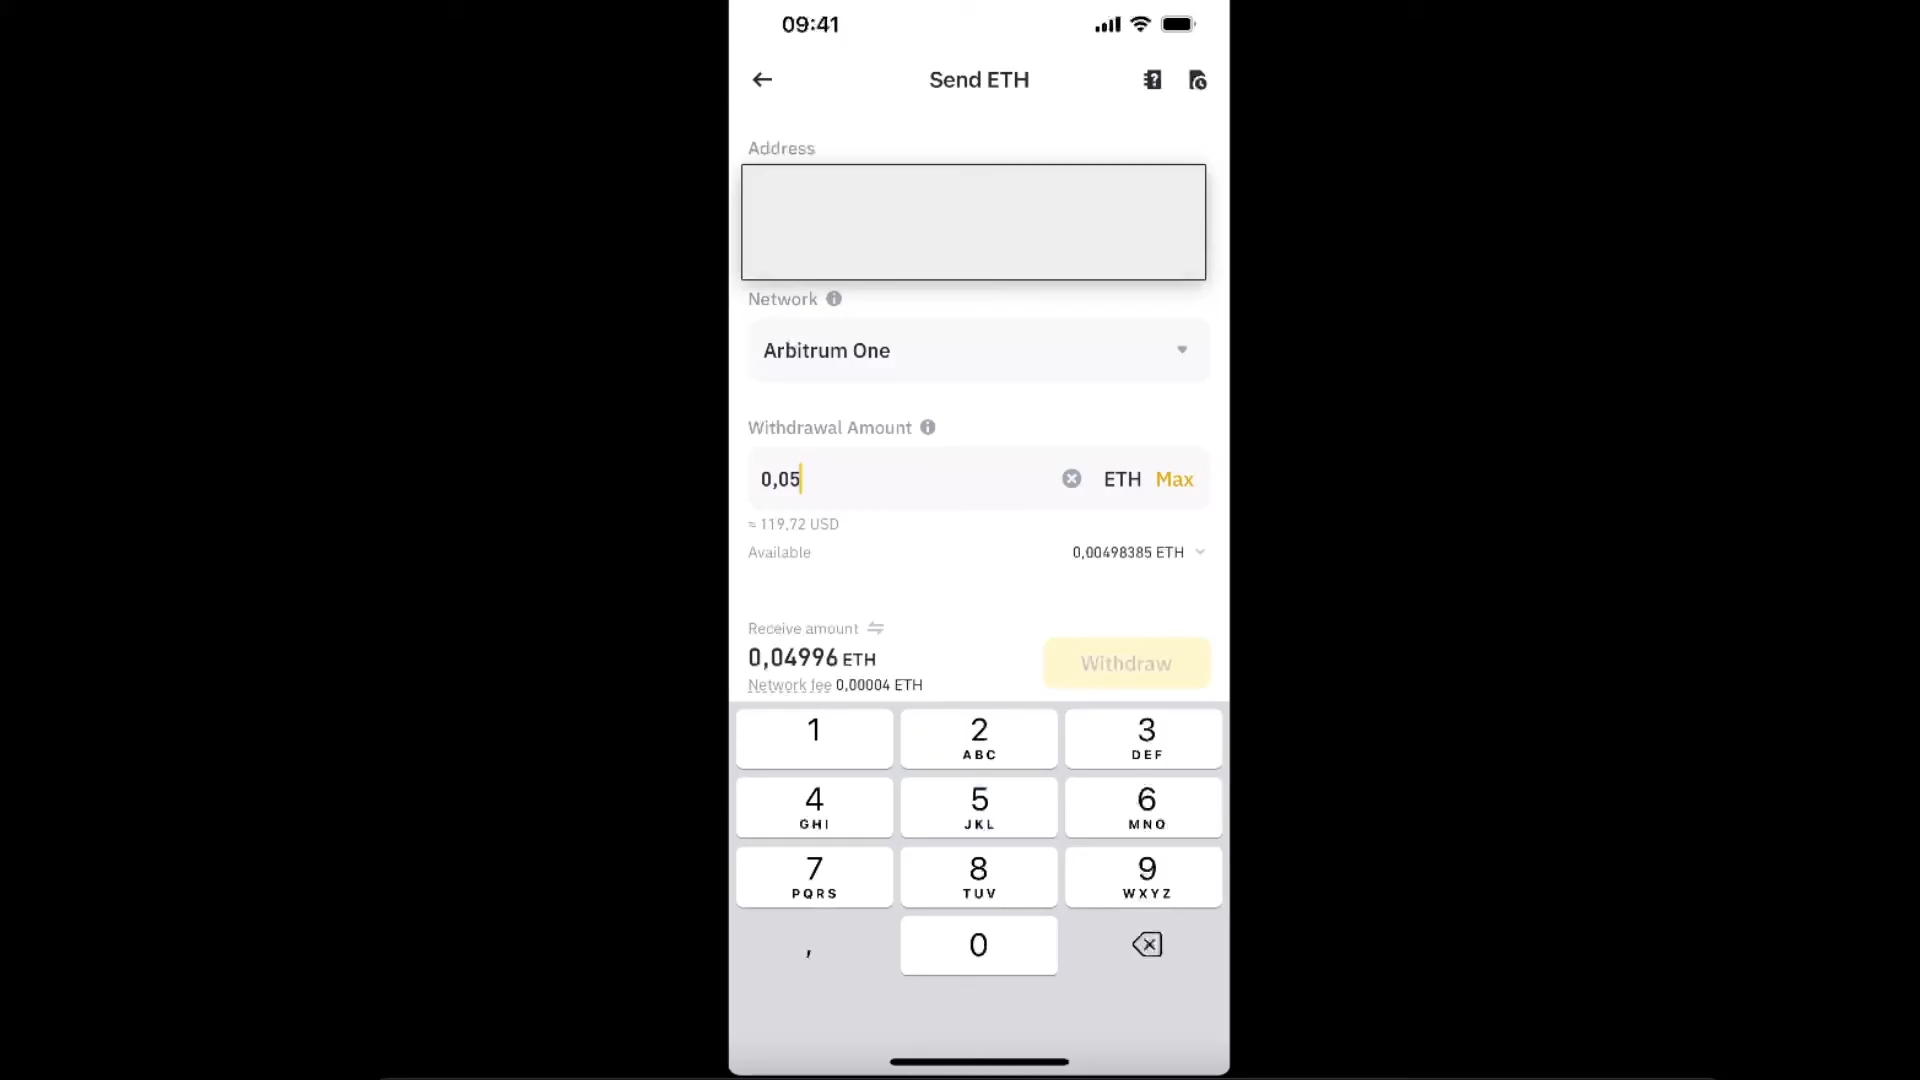 09:41
Send ETH
Address
Network
Arbitrum One
Withdrawal Amount
0,05 ETH Max
≈ 119,72 USD
Available 0,00498385 ETH
Receive amount
0,04996 ETH
Network fee 0,00004 ETH
Withdraw
1 2 3
ABC DEF
4 5 6
GHI JKL MNO
7 8 9
PQRS TUV WXYZ
, 0